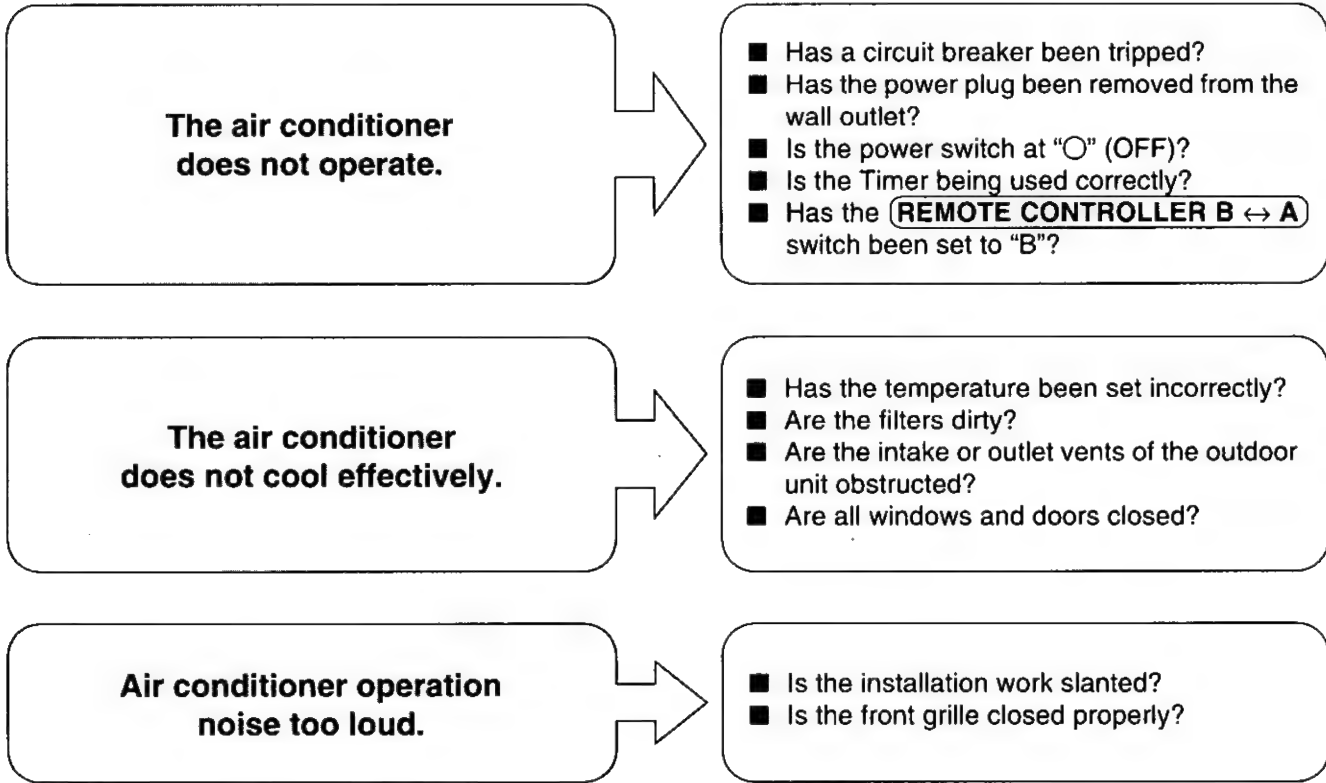 The air conditioner
does not operate.
■ Has a circuit breaker been tripped?
■ Has the power plug been removed from the
wall outlet?
■ Is the power switch at “○” (OFF)?
■ Is the Timer being used correctly?
■ Has the REMOTE CONTROLLER B ↔ A
switch been set to “B”?
The air conditioner
does not cool effectively.
■ Has the temperature been set incorrectly?
■ Are the filters dirty?
■ Are the intake or outlet vents of the outdoor
unit obstructed?
■ Are all windows and doors closed?
Air conditioner operation
noise too loud.
■ Is the installation work slanted?
■ Is the front grille closed properly?